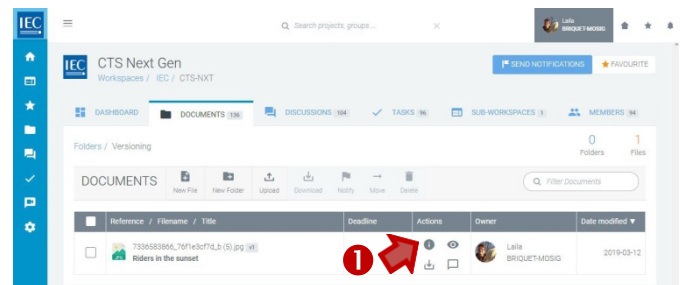 IEC
Search projects, groups ...
Laila
BRIQUET-MOSIG
IEC
CTS Next Gen
Workspaces / IEC / CTS-NXT
SEND NOTIFICATIONS
FAVOURITE
DASHBOARD
DOCUMENTS 136
DISCUSSIONS 104
TASKS 96
SUB-WORKSPACES 1
MEMBERS 94
Folders / Versioning
0
Folders
1
Files
DOCUMENTS
New File
New Folder
Upload
Download
Notify
Move
Delete
Filter Documents
Reference / Filename / Title
Deadline
Actions
Owner
Date modified
7336583866_76f1e3cf7d_b (5).jpg v1
Riders in the sunset
1
Laila
BRIQUET-MOSIG
2019-03-12